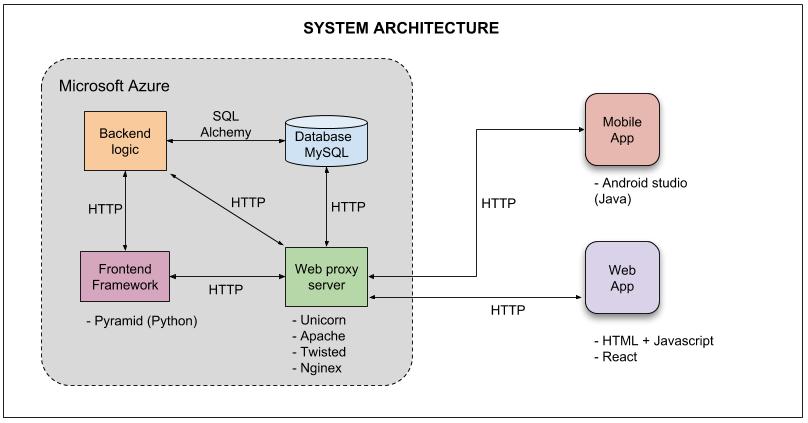 SYSTEM ARCHITECTURE
Microsoft Azure
Backend
logic
SQL
Alchemy
Database
MySQL
Mobile
App
- Android studio
(Java)
HTTP
HTTP
HTTP
HTTP
Frontend
Framework
HTTP
Web proxy
server
Web
App
HTTP
- Pyramid (Python)
- Unicorn
- Apache
- Twisted
- Nginex
- HTML + Javascript
- React